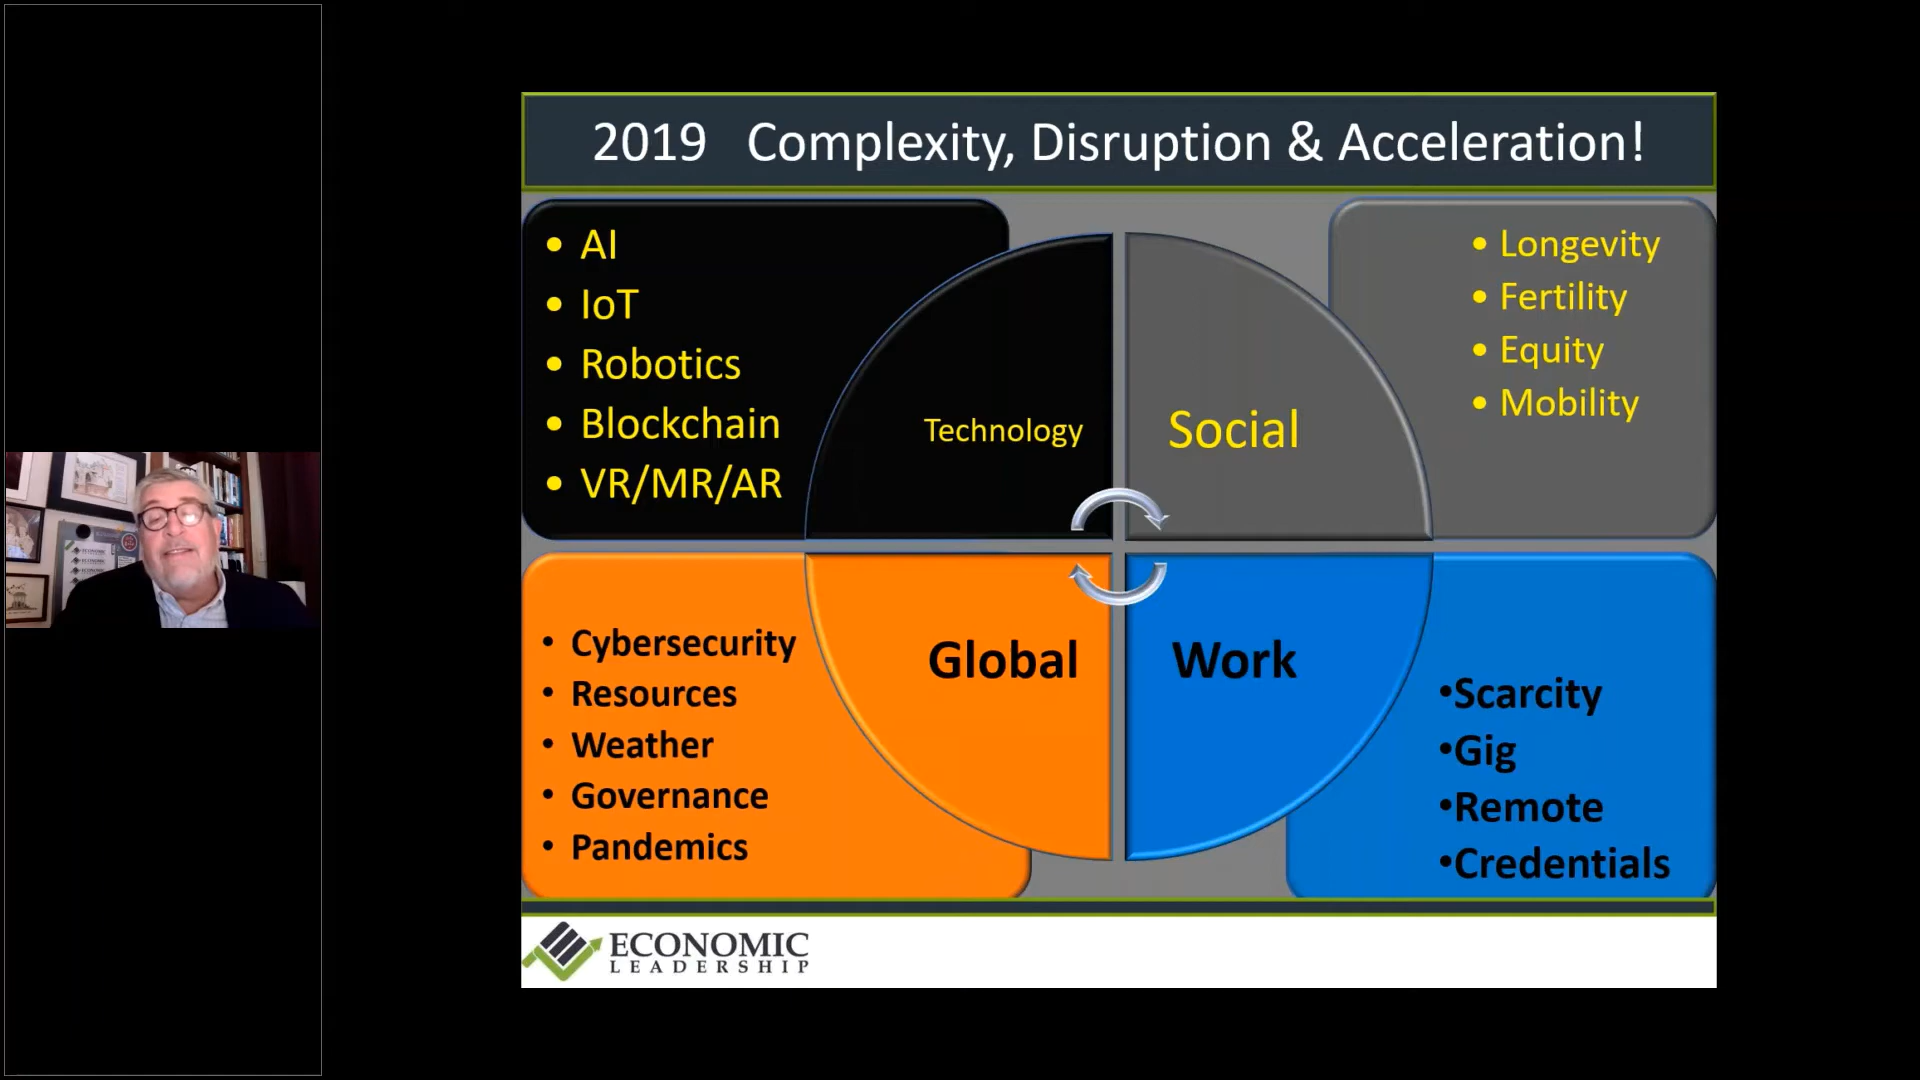 2019 Complexity, Disruption & Acceleration!
• AI
• IoT
• Robotics
• Blockchain
• VR/MR/AR
Technology
Social
• Longevity
• Fertility
• Equity
• Mobility
• Cybersecurity
• Resources
• Weather
• Governance
• Pandemics
Global
Work
•Scarcity
•Gig
•Remote
•Credentials
ECONOMIC
LEADERSHIP